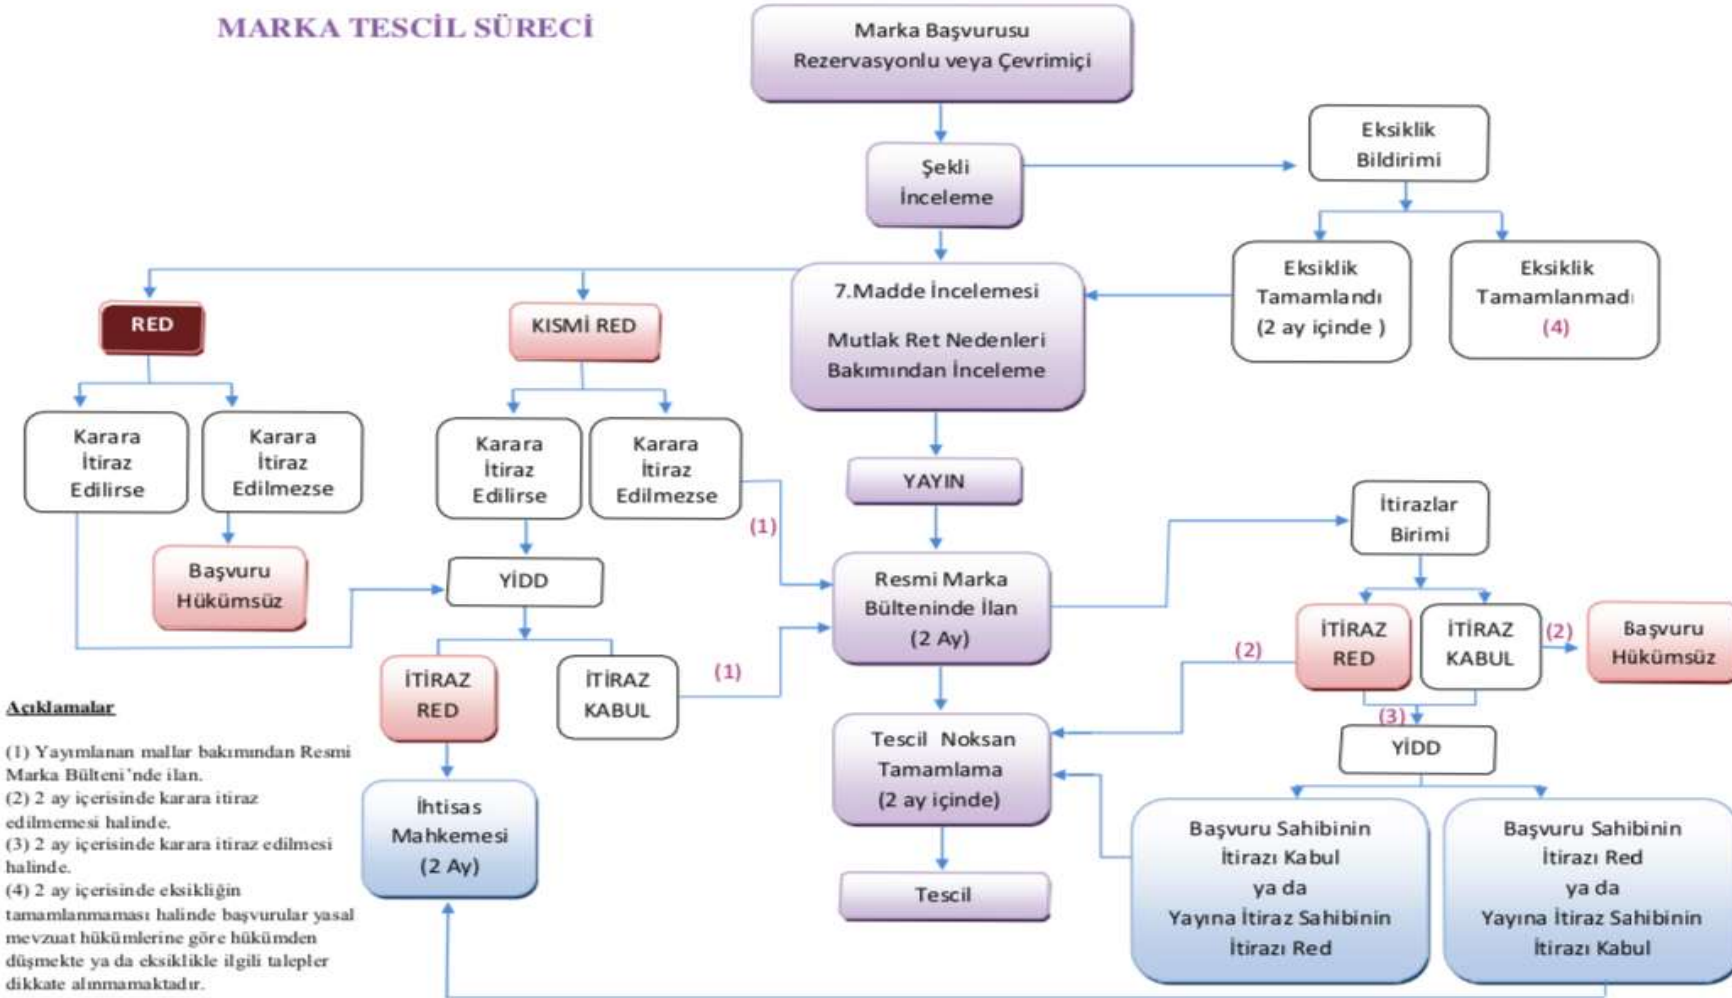 MARKA TESCİL SÜRECİ
Marka Başvurusu
Rezervasyonlu veya Çevrimiçi
Şekli
İnceleme
Eksiklik
Bildirimi
Eksiklik
Tamamlandı
(2 ay içinde )
Eksiklik
Tamamlanmadı
(4)
7.Madde İncelemesi
Mutlak Ret Nedenleri
Bakımından İnceleme
RED
KISMİ RED
Karara
İtiraz
Edilirse
Karara
İtiraz
Edilmezse
Karara
İtiraz
Edilirse
Karara
İtiraz
Edilmezse
(1)
YAYIN
Başvuru
Hükümsüz
YİDD
Resmi Marka
Bülteninde İlan
(2 Ay)
İtirazlar
Birimi
İTİRAZ
RED
İTİRAZ
KABUL
(1)
(2)
İTİRAZ
RED
İTİRAZ
KABUL
(2)
Başvuru
Hükümsüz
(3)
YİDD
İhtisas
Mahkemesi
(2 Ay)
Tescil Noksan
Tamamlama
(2 ay içinde)
Tescil
Başvuru Sahibinin
İtirazı Kabul
ya da
Yayına İtiraz Sahibinin
İtirazı Red
Başvuru Sahibinin
İtirazı Red
ya da
Yayına İtiraz Sahibinin
İtirazı Kabul
Açıklamalar
(1) Yayımlanan mallar bakımından Resmi
Marka Bülteni'nde ilan.
(2) 2 ay içerisinde karara itiraz
edilmemesi halinde.
(3) 2 ay içerisinde karara itiraz edilmesi
halinde.
(4) 2 ay içerisinde eksikliğin
tamamlanmaması halinde başvurular yasal
mevzuat hükümlerine göre hükümden
düşmekte ya da eksiklikle ilgili talepler
dikkate alınmamaktadır.